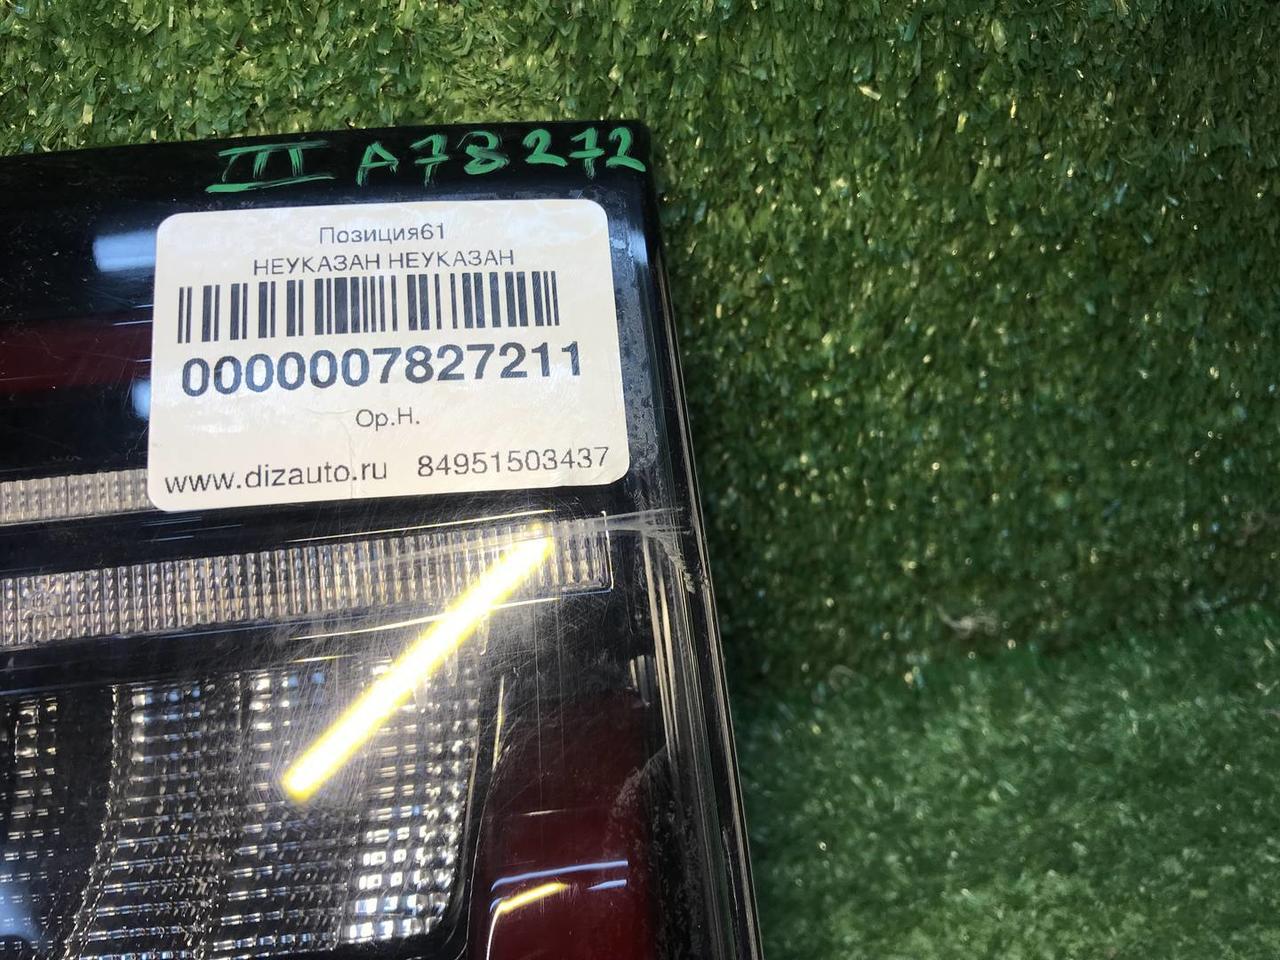 III A78272
Позиция61
НЕУКАЗАН НЕУКАЗАН
0000007827211
Ор.Н.
www.dizauto.ru 84951503437